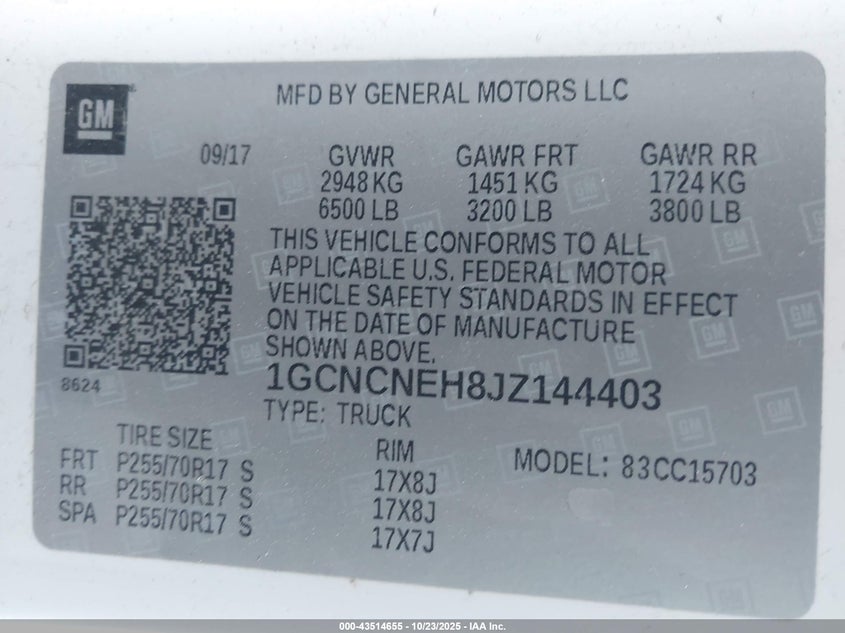 GM
MFD BY GENERAL MOTORS LLC
09/17 GVWR GAWR FRT GAWR RR
2948 KG 1451 KG 1724 KG
6500 LB 3200 LB 3800 LB
THIS VEHICLE CONFORMS TO ALL
APPLICABLE U.S. FEDERAL MOTOR
VEHICLE SAFETY STANDARDS IN EFFECT
ON THE DATE OF MANUFACTURE
SHOWN ABOVE.
8624
1GCNCNEH8JZ144403
TYPE: TRUCK
TIRE SIZE RIM MODEL: 83CC15703
FRT P255/70R17 S 17X8J
RR P255/70R17 S 17X8J
SPA P255/70R17 S 17X7J
000-43514655 - 10/23/2025 - IAA Inc.